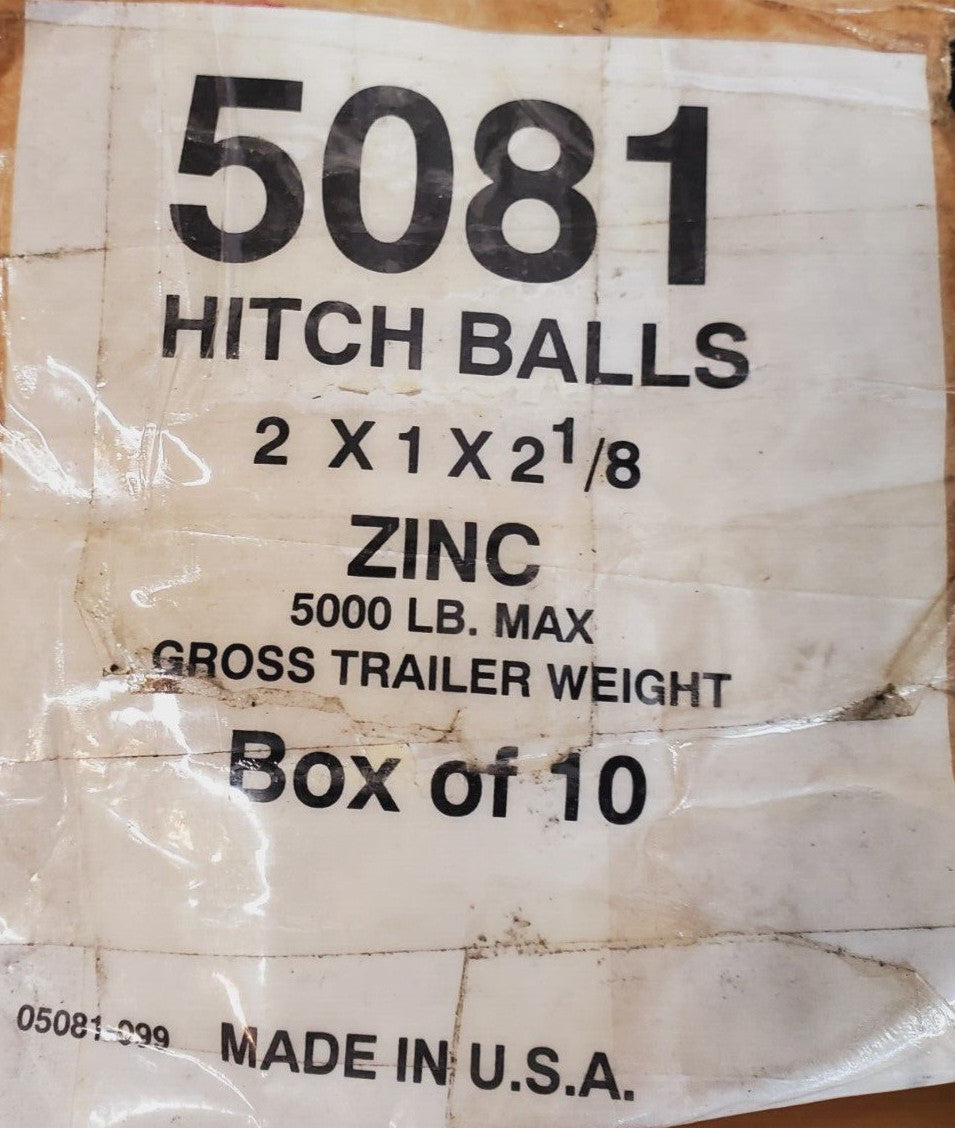 5081
HITCH BALLS
2 X 1 X 2 1/8
ZINC
5000 LB. MAX
GROSS TRAILER WEIGHT
Box of 10
05081-099 MADE IN U.S.A.